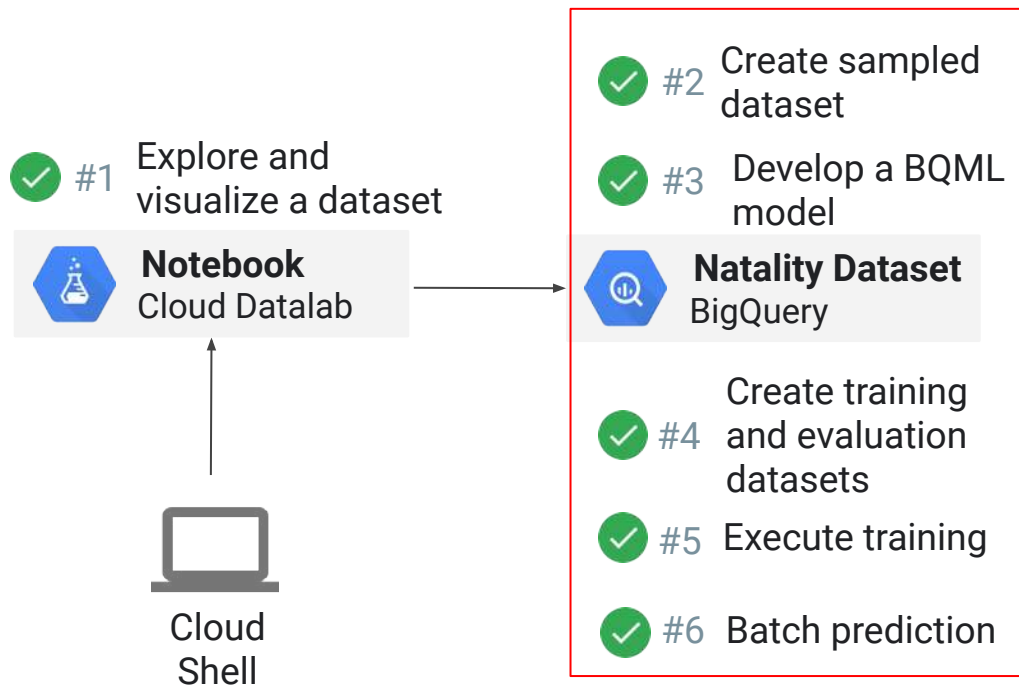 #1 Explore and
visualize a dataset
Notebook
Cloud Datalab
Cloud
Shell
#2 Create sampled
dataset
#3 Develop a BQML
model
Natality Dataset
BigQuery
Create training
#4 and evaluation
datasets
#5 Execute training
#6 Batch prediction